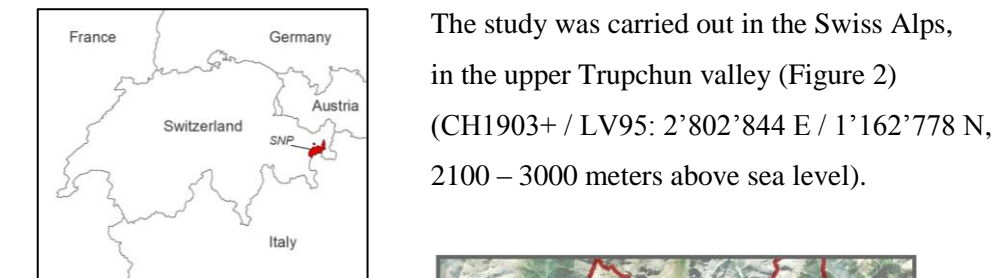 France
Germany
Austria
Switzerland
SNP
Italy
The study was carried out in the Swiss Alps,
in the upper Trupchun valley (Figure 2)
(CH1903+ / LV95: 2’802’844 E / 1’162’778 N,
2100 – 3000 meters above sea level).